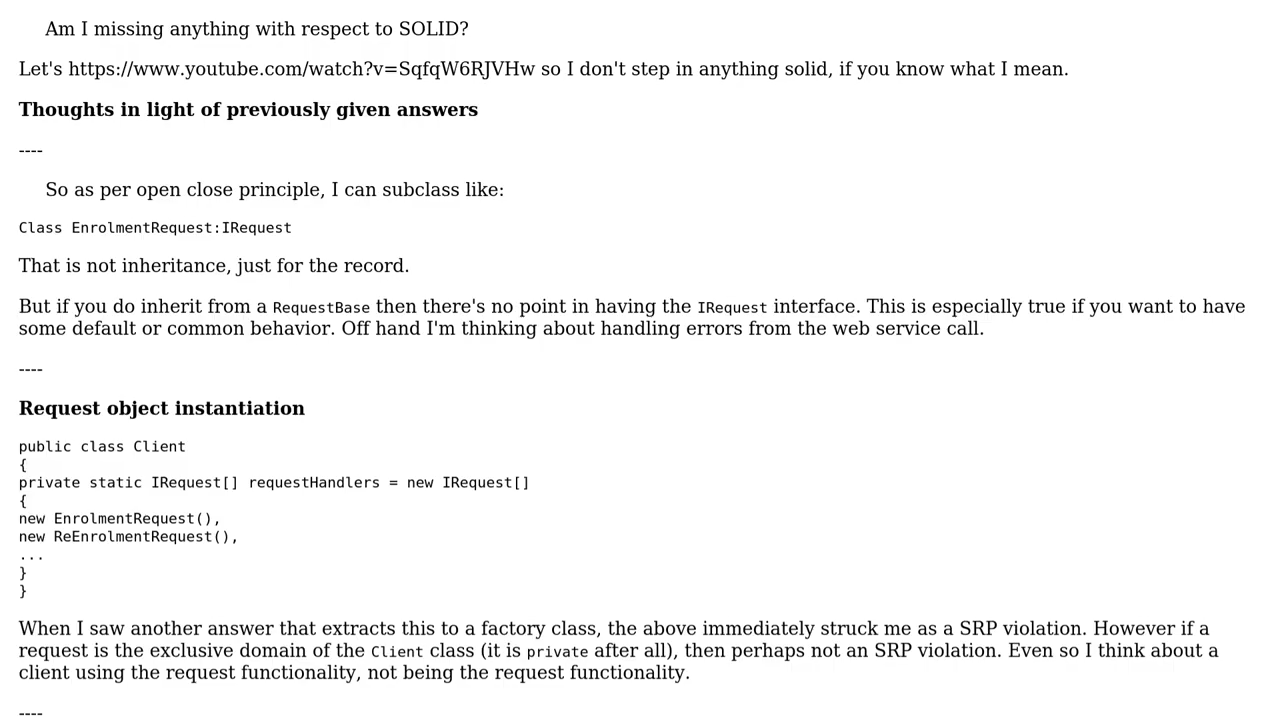 Am I missing anything with respect to SOLID?
Let's https://www.youtube.com/watch?v=SqfqW6RJVHw so I don't step in anything solid, if you know what I mean.
Thoughts in light of previously given answers
----
So as per open close principle, I can subclass like:
Class EnrolmentRequest:IRequest
That is not inheritance, just for the record.
But if you do inherit from a RequestBase then there's no point in having the IRequest interface. This is especially true if you want to have
some default or common behavior. Off hand I'm thinking about handling errors from the web service call.
----
Request object instantiation
public class Client
{
private static IRequest[] requestHandlers = new IRequest[]
{
new EnrolmentRequest(),
new ReEnrolmentRequest(),
...
}
}
When I saw another answer that extracts this to a factory class, the above immediately struck me as a SRP violation. However if a
request is the exclusive domain of the Client class (it is private after all), then perhaps not an SRP violation. Even so I think about a
client using the request functionality, not being the request functionality.
----